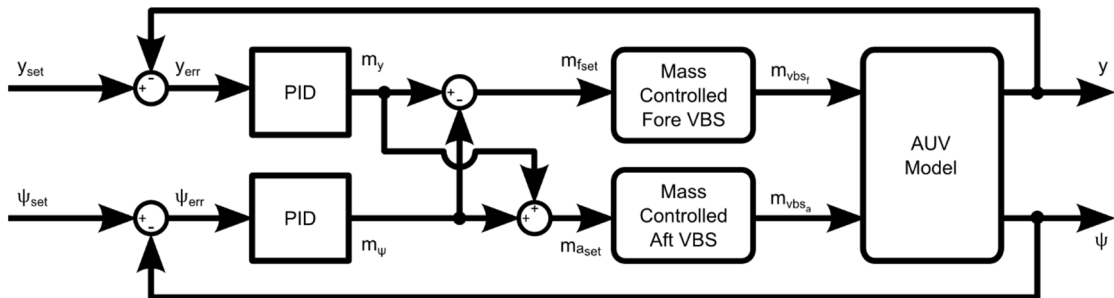 y_set
-
+
y_err
PID
m_y
-
m_fset
Mass
Controlled
Fore VBS
m_vbs_f
AUV
Model
y
ψ_set
+
-
ψ_err
PID
m_ψ
+
+
m_aset
Mass
Controlled
Aft VBS
m_vbs_a
ψ